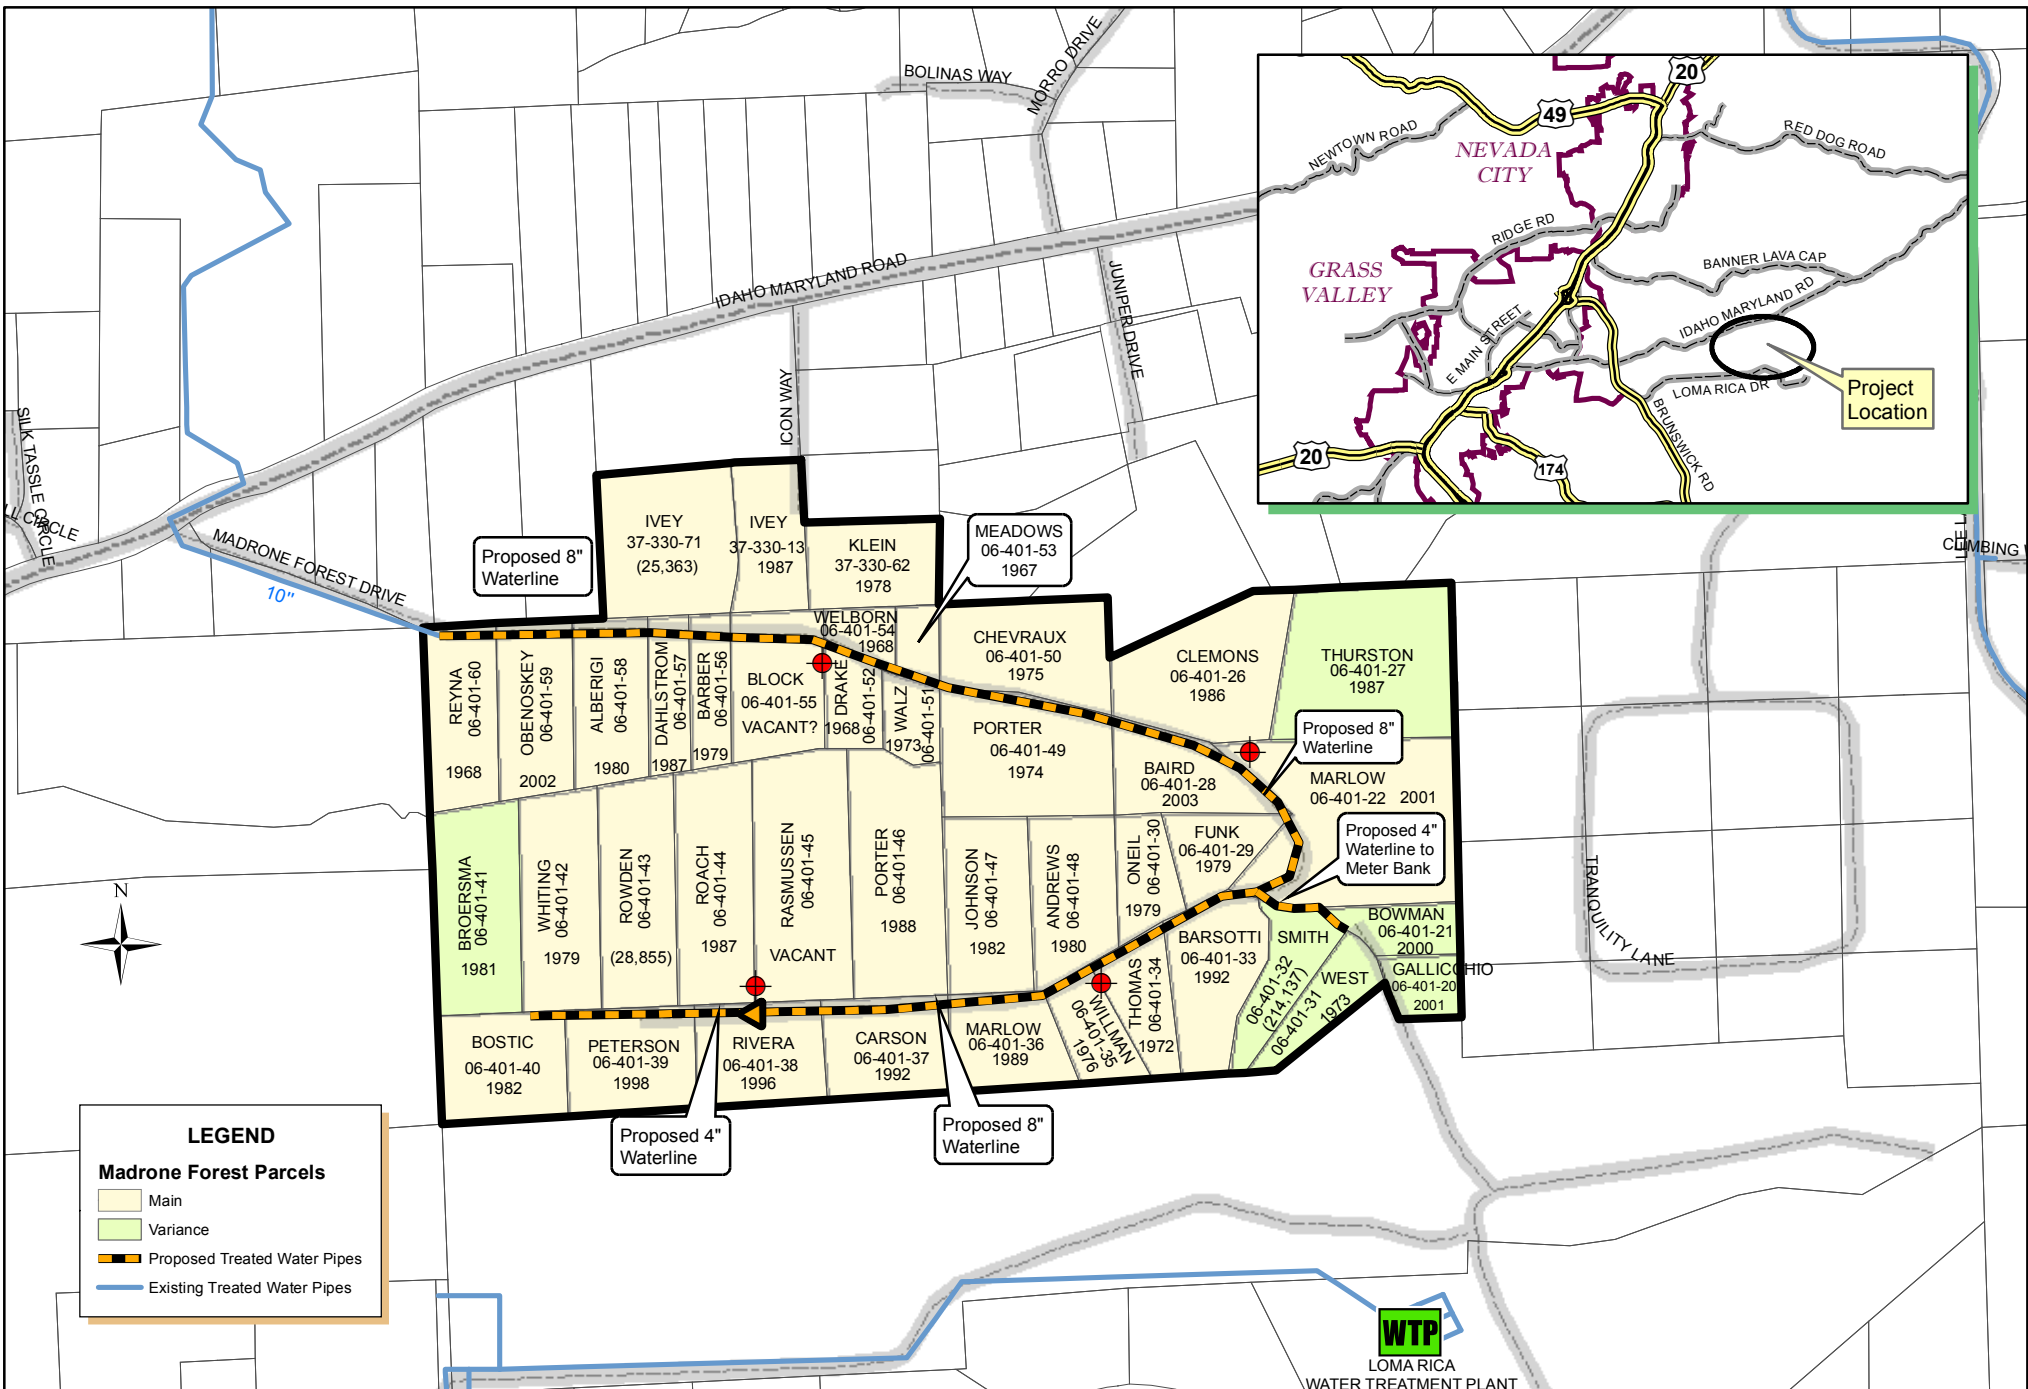 BOLINAS WAY
MORRO DRIVE
IDAHO MARYLAND ROAD
JUNIPER DRIVE
ICON WAY
SILK TASSLE CIRCLE
LL CIRCLE
MADRONE FOREST DRIVE
10"
CLIMBING
TRANQUILITY LANE
20
49
NEWTOWN ROAD
NEVADA
CITY
RED DOG ROAD
RIDGE RD
GRASS
VALLEY
BANNER LAVA CAP
IDAHO MARYLAND RD
E MAIN STREET
LOMA RICA DR
BRUNSWICK RD
20
174
Project
Location
Proposed 8"
Waterline
IVEY
37-330-71
(25,363)
IVEY
37-330-13
1987
KLEIN
37-330-62
1978
MEADOWS
06-401-53
1967
WELBORN
06-401-54
1968
CHEVRAUX
06-401-50
1975
CLEMONS
06-401-26
1986
THURSTON
06-401-27
1987
REYNA
06-401-60
1968
OBENOSKEY
06-401-59
2002
ALBERIGI
06-401-58
1980
DAHLSTROM
06-401-57
1987
BARBER
06-401-56
1979
BLOCK
06-401-55
VACANT?
DRAKE
06-401-52
1968
WALZ
06-401-51
1973
PORTER
06-401-49
1974
BAIRD
06-401-28
2003
Proposed 8"
Waterline
MARLOW
06-401-22 2001
Proposed 4"
Waterline to
Meter Bank
BROERSMA
06-401-41
1981
WHITING
06-401-42
1979
ROWDEN
06-401-43
(28,855)
ROACH
06-401-44
1987
RASMUSSEN
06-401-45
VACANT
PORTER
06-401-46
1988
JOHNSON
06-401-47
1982
ANDREWS
06-401-48
1980
ONEIL
06-401-30
1979
FUNK
06-401-29
1979
BARSOTTI
06-401-33
1992
SMITH
06-401-32
(214,137)
WEST
06-401-31
1973
BOWMAN
06-401-21
2000
GALLICCHIO
06-401-20
2001
BOSTIC
06-401-40
1982
PETERSON
06-401-39
1998
RIVERA
06-401-38
1996
CARSON
06-401-37
1992
MARLOW
06-401-36
1989
WILLMAN
06-401-35
1976
THOMAS
06-401-34
1972
Proposed 4"
Waterline
Proposed 8"
Waterline
N
LEGEND
Madrone Forest Parcels
Main
Variance
Proposed Treated Water Pipes
Existing Treated Water Pipes
WTP
LOMA RICA
WATER TREATMENT PLANT